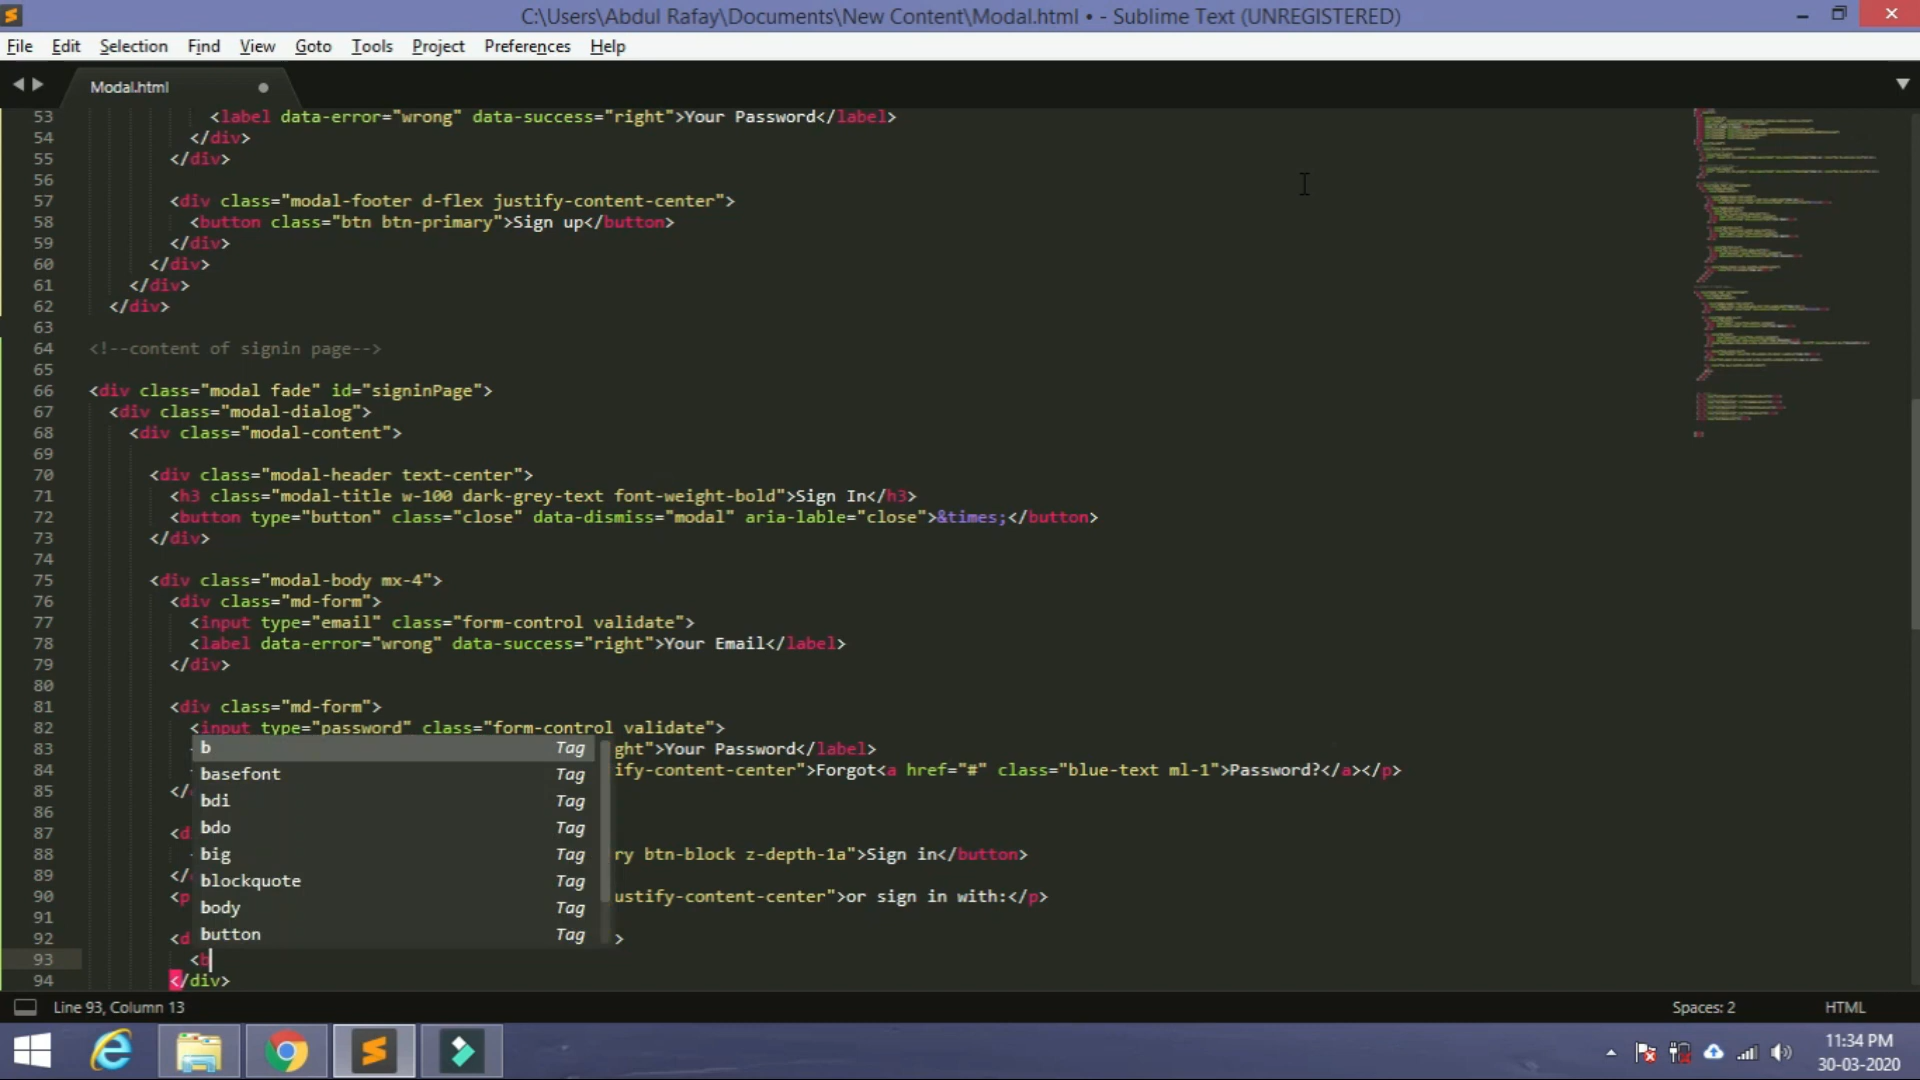 C:\Users\Abdul Rafay\Documents\New Content\Modal.html • - Sublime Text (UNREGISTERED)
File Edit Selection Find View Goto Tools Project Preferences Help
Modal.html
53 <label data-error="wrong" data-success="right">Your Password</label>
54 </div>
55 </div>
56
57 <div class="modal-footer d-flex justify-content-center">
58 <button class="btn btn-primary">Sign up</button>
59 </div>
60 </div>
61 </div>
62 </div>
63
64 <!--content of signin page-->
65
66 <div class="modal fade" id="signinPage">
67 <div class="modal-dialog">
68 <div class="modal-content">
69
70 <div class="modal-header text-center">
71 <h3 class="modal-title w-100 dark-grey-text font-weight-bold">Sign In</h3>
72 <button type="button" class="close" data-dismiss="modal" aria-lable="close">&times;</button>
73 </div>
74
75 <div class="modal-body mx-4">
76 <div class="md-form">
77 <input type="email" class="form-control validate">
78 <label data-error="wrong" data-success="right">Your Email</label>
79 </div>
80
81 <div class="md-form">
82 <input type="password" class="form-control validate">
83 ght">Your Password</label>
84 ify-content-center">Forgot<a href="#" class="blue-text ml-1">Password?</a></p>
85 </
86
87 <d
88 ry btn-block z-depth-1a">Sign in</button>
89 </
90 <p ustify-content-center">or sign in with:</p>
91
92 <d >
93 <b
94 </div>
b Tag
basefont Tag
bdi Tag
bdo Tag
big Tag
blockquote Tag
body Tag
button Tag
Line 93, Column 13 Spaces: 2 HTML
11:34 PM
30-03-2020